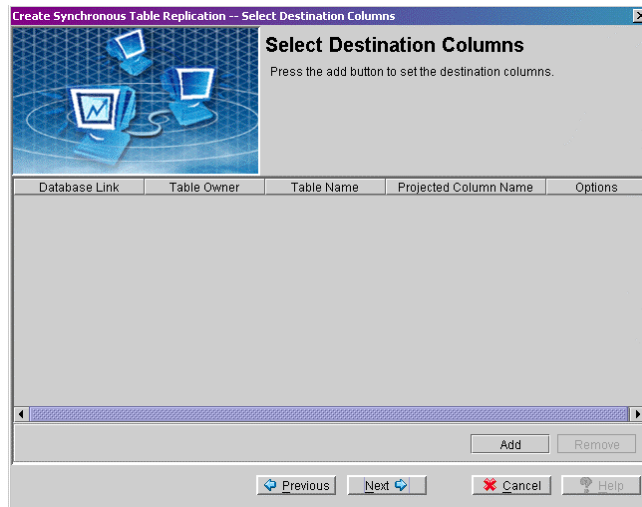 Create Synchronous Table Replication -- Select Destination Columns
Select Destination Columns
Press the add button to set the destination columns.
Database Link Table Owner Table Name Projected Column Name Options
Add Remove
Previous Next Cancel Help